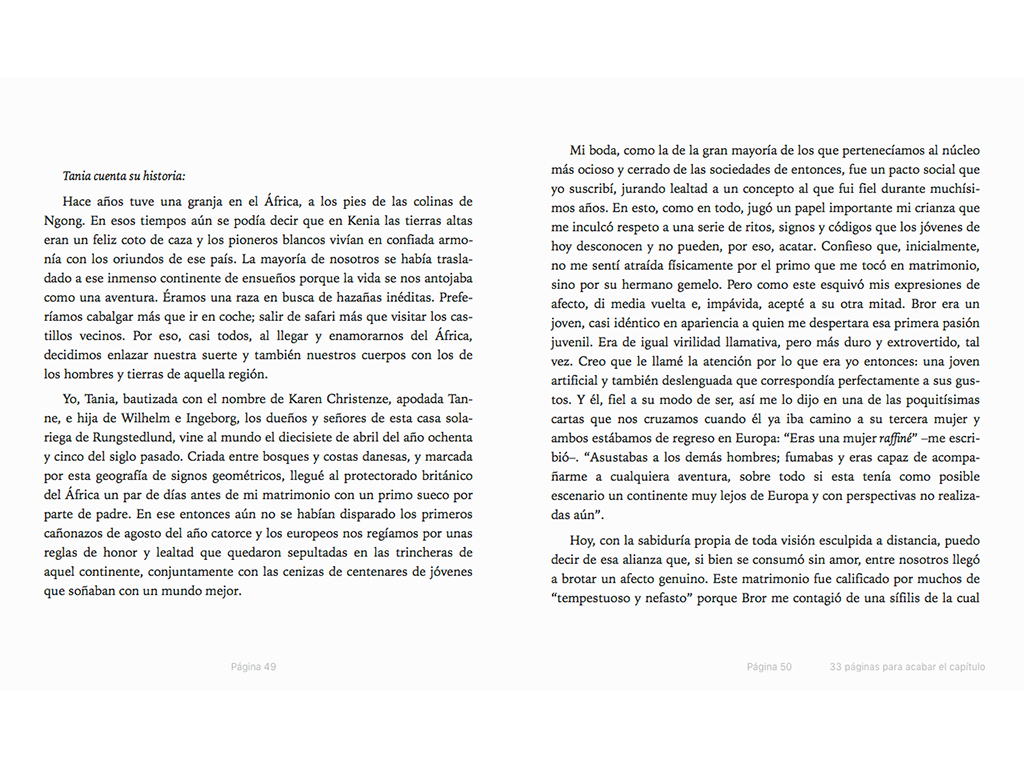 Tania cuenta su historia:
Hace años tuve una granja en el África, a los pies de las colinas de
Ngong. En esos tiempos aún se podía decir que en Kenia las tierras altas
eran un feliz coto de caza y los pioneros blancos vivían en confiada armo-
nía con los oriundos de ese país. La mayoría de nosotros se había trasla-
dado a ese inmenso continente de ensueños porque la vida se nos antojaba
como una aventura. Éramos una raza en busca de hazañas inéditas. Prefe-
ríamos cabalgar más que ir en coche; salir de safari más que visitar los cas-
tillos vecinos. Por eso, casi todos, al llegar y enamorarnos del África,
decidimos enlazar nuestra suerte y también nuestros cuerpos con los de
los hombres y tierras de aquella región.
Yo, Tania, bautizada con el nombre de Karen Christenze, apodada Tan-
ne, e hija de Wilhelm e Ingeborg, los dueños y señores de esta casa sola-
riega de Rungstedlund, vine al mundo el diecisiete de abril del año ochenta
y cinco del siglo pasado. Criada entre bosques y costas danesas, y marcada
por esta geografía de signos geométricos, llegué al protectorado británico
del África un par de días antes de mi matrimonio con un primo sueco por
parte de padre. En ese entonces aún no se habían disparado los primeros
cañonazos de agosto del año catorce y los europeos nos regíamos por unas
reglas de honor y lealtad que quedaron sepultadas en las trincheras de
aquel continente, conjuntamente con las cenizas de centenares de jóvenes
que soñaban con un mundo mejor.
Página 49
Mi boda, como la de la gran mayoría de los que pertenecíamos al núcleo
más ocioso y cerrado de las sociedades de entonces, fue un pacto social que
yo suscribí, jurando lealtad a un concepto al que fui fiel durante muchísi-
mos años. En esto, como en todo, jugó un papel importante mi crianza que
me inculcó respeto a una serie de ritos, signos y códigos que los jóvenes de
hoy desconocen y no pueden, por eso, acatar. Confieso que, inicialmente,
no me sentí atraída físicamente por el primo que me tocó en matrimonio,
sino por su hermano gemelo. Pero como este esquivó mis expresiones de
afecto, di media vuelta e, impávida, acepté a su otra mitad. Bror era un
joven, casi idéntico en apariencia a quien me despertara esa primera pasión
juvenil. Era de igual virilidad llamativa, pero más duro y extrovertido, tal
vez. Creo que le llamé la atención por lo que era yo entonces: una joven
artificial y también deslenguada que correspondía perfectamente a sus gus-
tos. Y él, fiel a su modo de ser, así me lo dijo en una de las poquitísimas
cartas que nos cruzamos cuando él ya iba camino a su tercera mujer y
ambos estábamos de regreso en Europa: “Eras una mujer raffiné” –me escri-
bió–. “Asustabas a los demás hombres; fumabas y eras capaz de acompa-
ñarme a cualquiera aventura, sobre todo si esta tenía como posible
escenario un continente muy lejos de Europa y con perspectivas no realiza-
das aún”.
Hoy, con la sabiduría propia de toda visión esculpida a distancia, puedo
decir de esa alianza que, si bien se consumó sin amor, entre nosotros llegó
a brotar un afecto genuino. Este matrimonio fue calificado por muchos de
“tempestuoso y nefasto” porque Bror me contagió de una sífilis de la cual
Página 50
33 páginas para acabar el capítulo